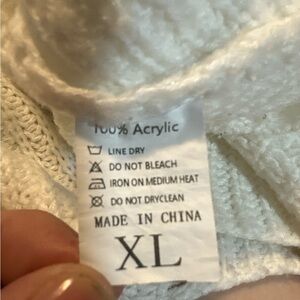 100% Acrylic
LINE DRY
DO NOT BLEACH
IRON ON MEDIUM HEAT
DO NOT DRYCLEAN
MADE IN CHINA
XL